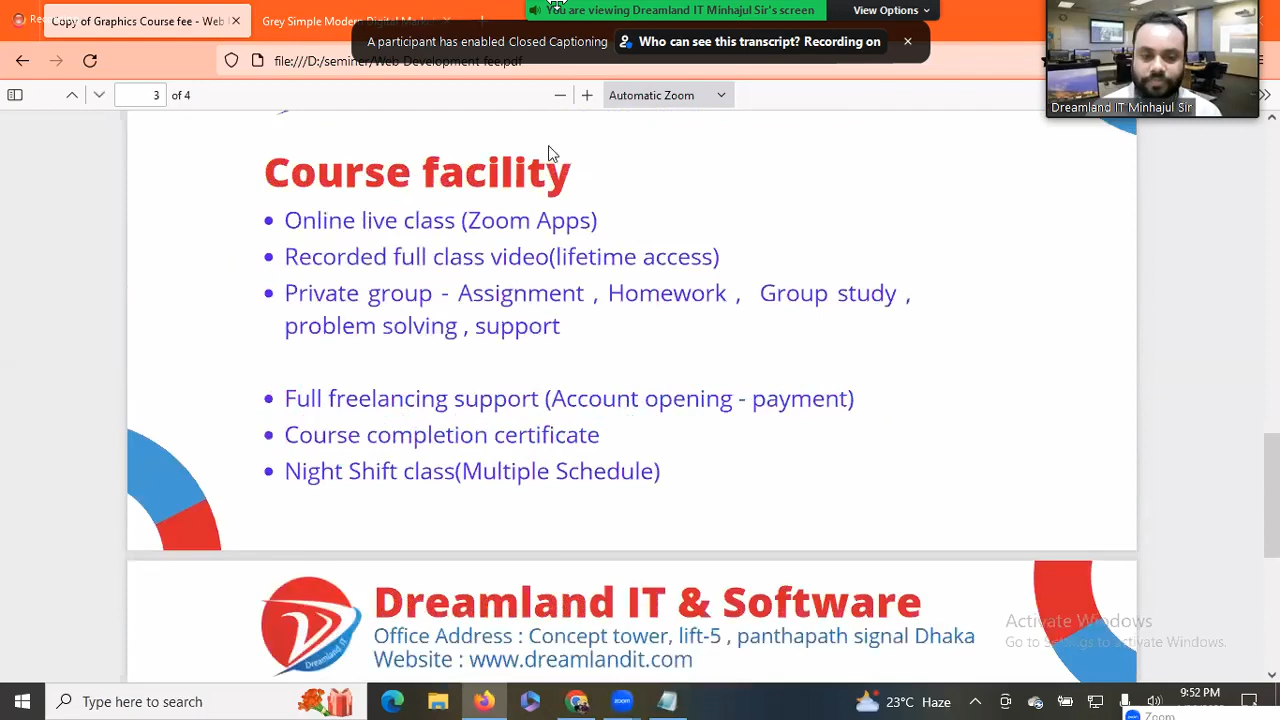 Copy of Graphics Course fee - Web
Grey Simple Modern Digital Mark
You are viewing Dreamland IT Minhajul Sir's screen
View Options
A participant has enabled Closed Captioning
Who can see this transcript? Recording on
file:///D:/seminer/Web Development fee.pdf
3 of 4
Automatic Zoom
Dreamland IT Minhajul Sir
Course facility
Online live class (Zoom Apps)
Recorded full class video(lifetime access)
Private group - Assignment , Homework , Group study ,
problem solving , support
Full freelancing support (Account opening - payment)
Course completion certificate
Night Shift class(Multiple Schedule)
Dreamland IT
Dreamland IT & Software
Office Address : Concept tower, lift-5 , panthapath signal Dhaka
Website : www.dreamlandit.com
Activate Windows
Go to Settings to activate Windows.
Type here to search
zoom
23°C Haze
9:52 PM
Zoom